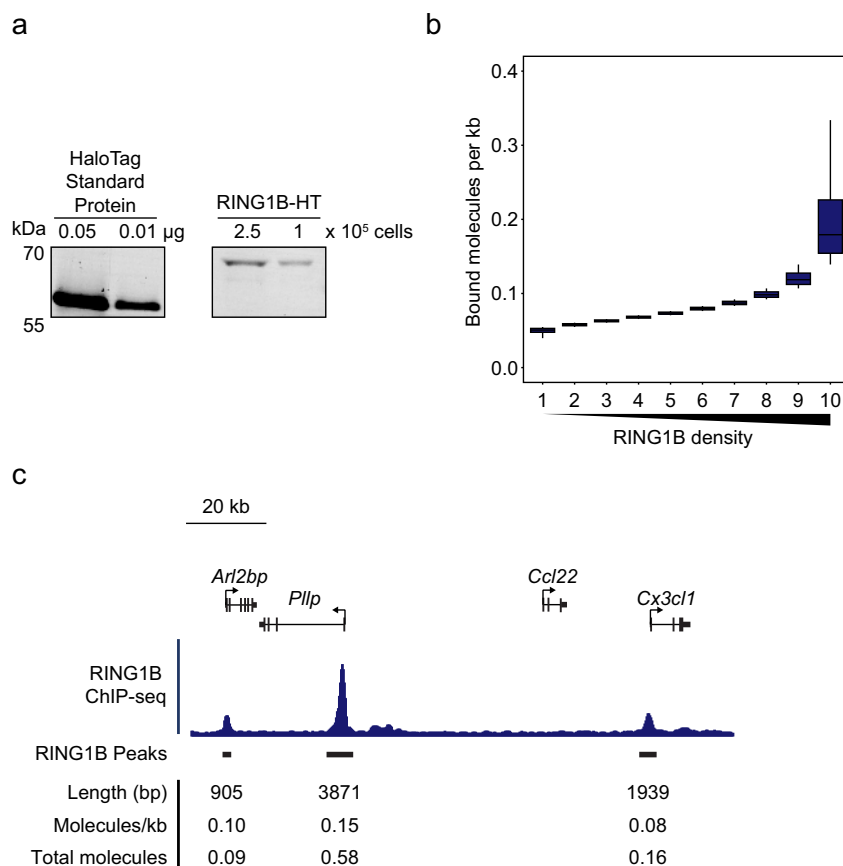 a
HaloTag
Standard
Protein
RING1B-HT
kDa
0.05 0.01 µg
2.5 1 x 10⁵ cells
70
55
b
Bound molecules per kb
0.4
0.3
0.2
0.1
0.0
1 2 3 4 5 6 7 8 9 10
RING1B density
c
20 kb
Arl2bp
Pllp
Ccl22
Cx3cl1
RING1B
ChIP-seq
RING1B Peaks
Length (bp) 905 3871 1939
Molecules/kb 0.10 0.15 0.08
Total molecules 0.09 0.58 0.16